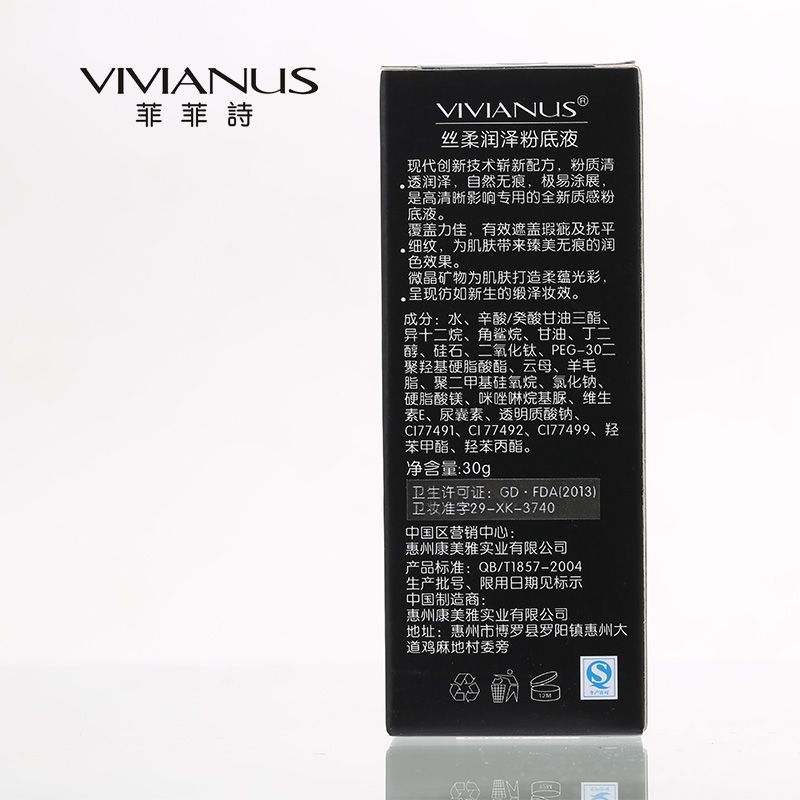 VIVIANUS
菲菲詩
VIVIANUS®
丝柔润泽粉底液
现代创新技术崭新配方，粉质清
透润泽，自然无痕，极易涂展，
是高清晰影响专用的全新质感粉
底液。
覆盖力佳，有效遮盖瑕疵及抚平
细纹，为肌肤带来臻美无痕的润
色效果。
微晶矿物为肌肤打造柔蕴光彩，
呈现彷如新生的缎泽妆效。
成分：水、辛酸/癸酸甘油三酯、
异十二烷、角鲨烷、甘油、丁二
醇、硅石、二氧化钛、PEG-30二
聚羟基硬脂酸酯、云母、羊毛
脂、聚二甲基硅氧烷、氯化钠、
硬脂酸镁、咪唑啉烷基脲、维生
素E、尿囊素、透明质酸钠、
CI77491、CI 77492、CI77499、羟
苯甲酯、羟苯丙酯。
净含量:30g
卫生许可证：GD·FDA(2013)
卫妆准字29-XK-3740
中国区营销中心：
惠州康美雅实业有限公司
产品标准：QB/T1857-2004
生产批号、限用日期见标示
中国制造商：
惠州康美雅实业有限公司
地址：惠州市博罗县罗阳镇惠州大
道鸡麻地村委旁
12M
生产许可